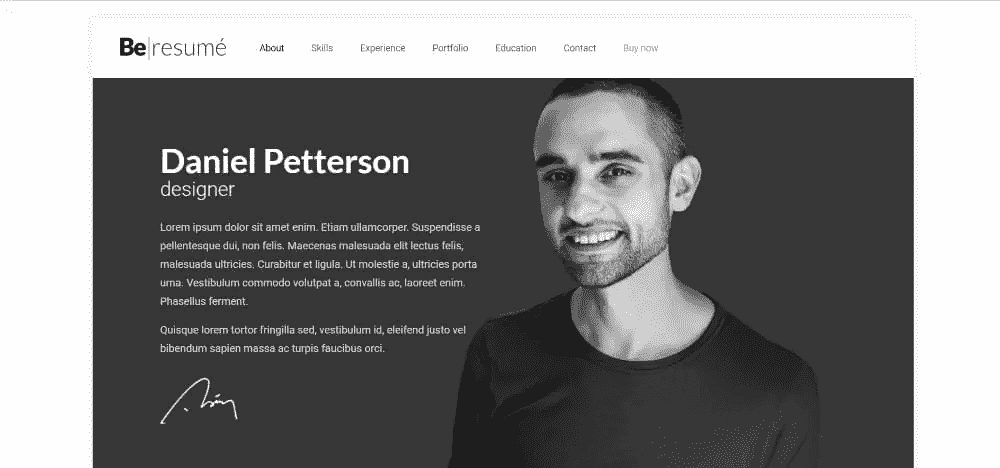 Be|resumé About Skills Experience Portfolio Education Contact Buy now
Daniel Petterson
designer
Lorem ipsum dolor sit amet enim. Etiam ullamcorper. Suspendisse a
pellentesque dui, non felis. Maecenas malesuada elit lectus felis,
malesuada ultricies. Curabitur et ligula. Ut molestie a, ultricies porta
urna. Vestibulum commodo volutpat a, convallis ac, laoreet enim.
Phasellus ferment.
Quisque lorem tortor fringilla sed, vestibulum id, eleifend justo vel
bibendum sapien massa ac turpis faucibus orci.